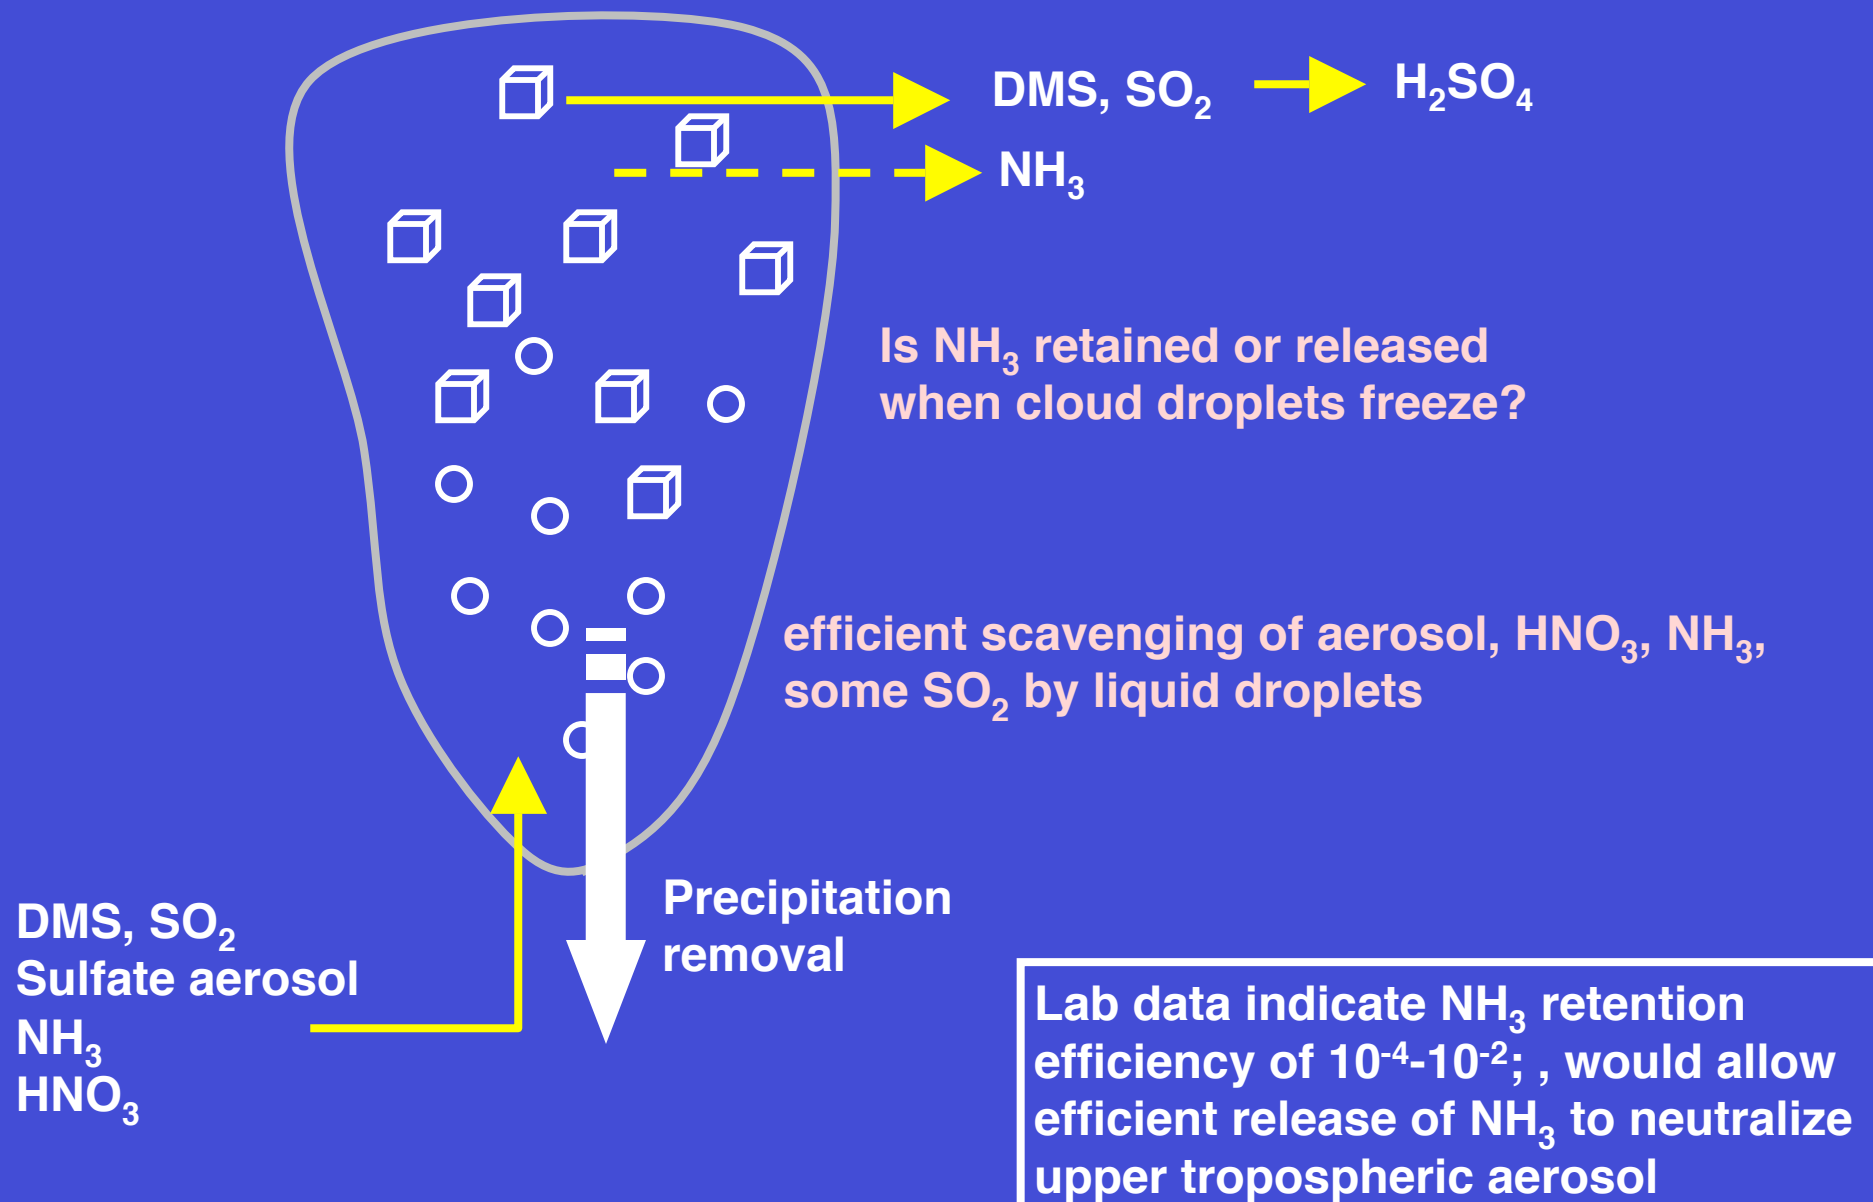 DMS, SO₂ H₂SO₄
NH₃
Is NH₃ retained or released
when cloud droplets freeze?
efficient scavenging of aerosol, HNO₃, NH₃,
some SO₂ by liquid droplets
Precipitation
removal
DMS, SO₂
Sulfate aerosol
NH₃
HNO₃
Lab data indicate NH₃ retention
efficiency of 10⁻⁴-10⁻²; , would allow
efficient release of NH₃ to neutralize
upper tropospheric aerosol